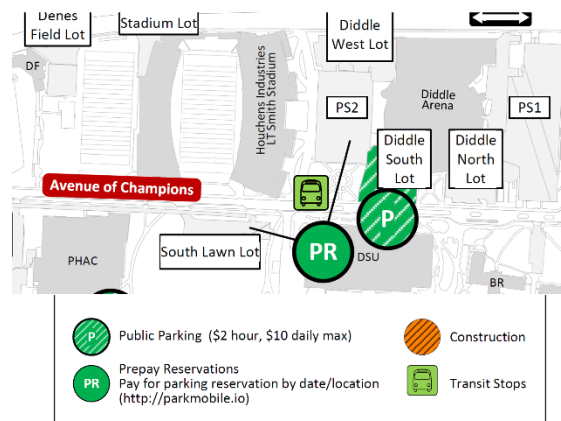 Denes
Field Lot
Stadium Lot
Diddle
West Lot
DF
Houchens Industries
LT Smith Stadium
PS2
Diddle
Arena
PS1
Diddle
South
Lot
Diddle
North
Lot
Avenue of Champions
P
PR
South Lawn Lot
PHAC
DSU
BR
P
Public Parking ($2 hour, $10 daily max)
Construction
PR
Prepay Reservations
Pay for parking reservation by date/location
(http://parkmobile.io)
Transit Stops